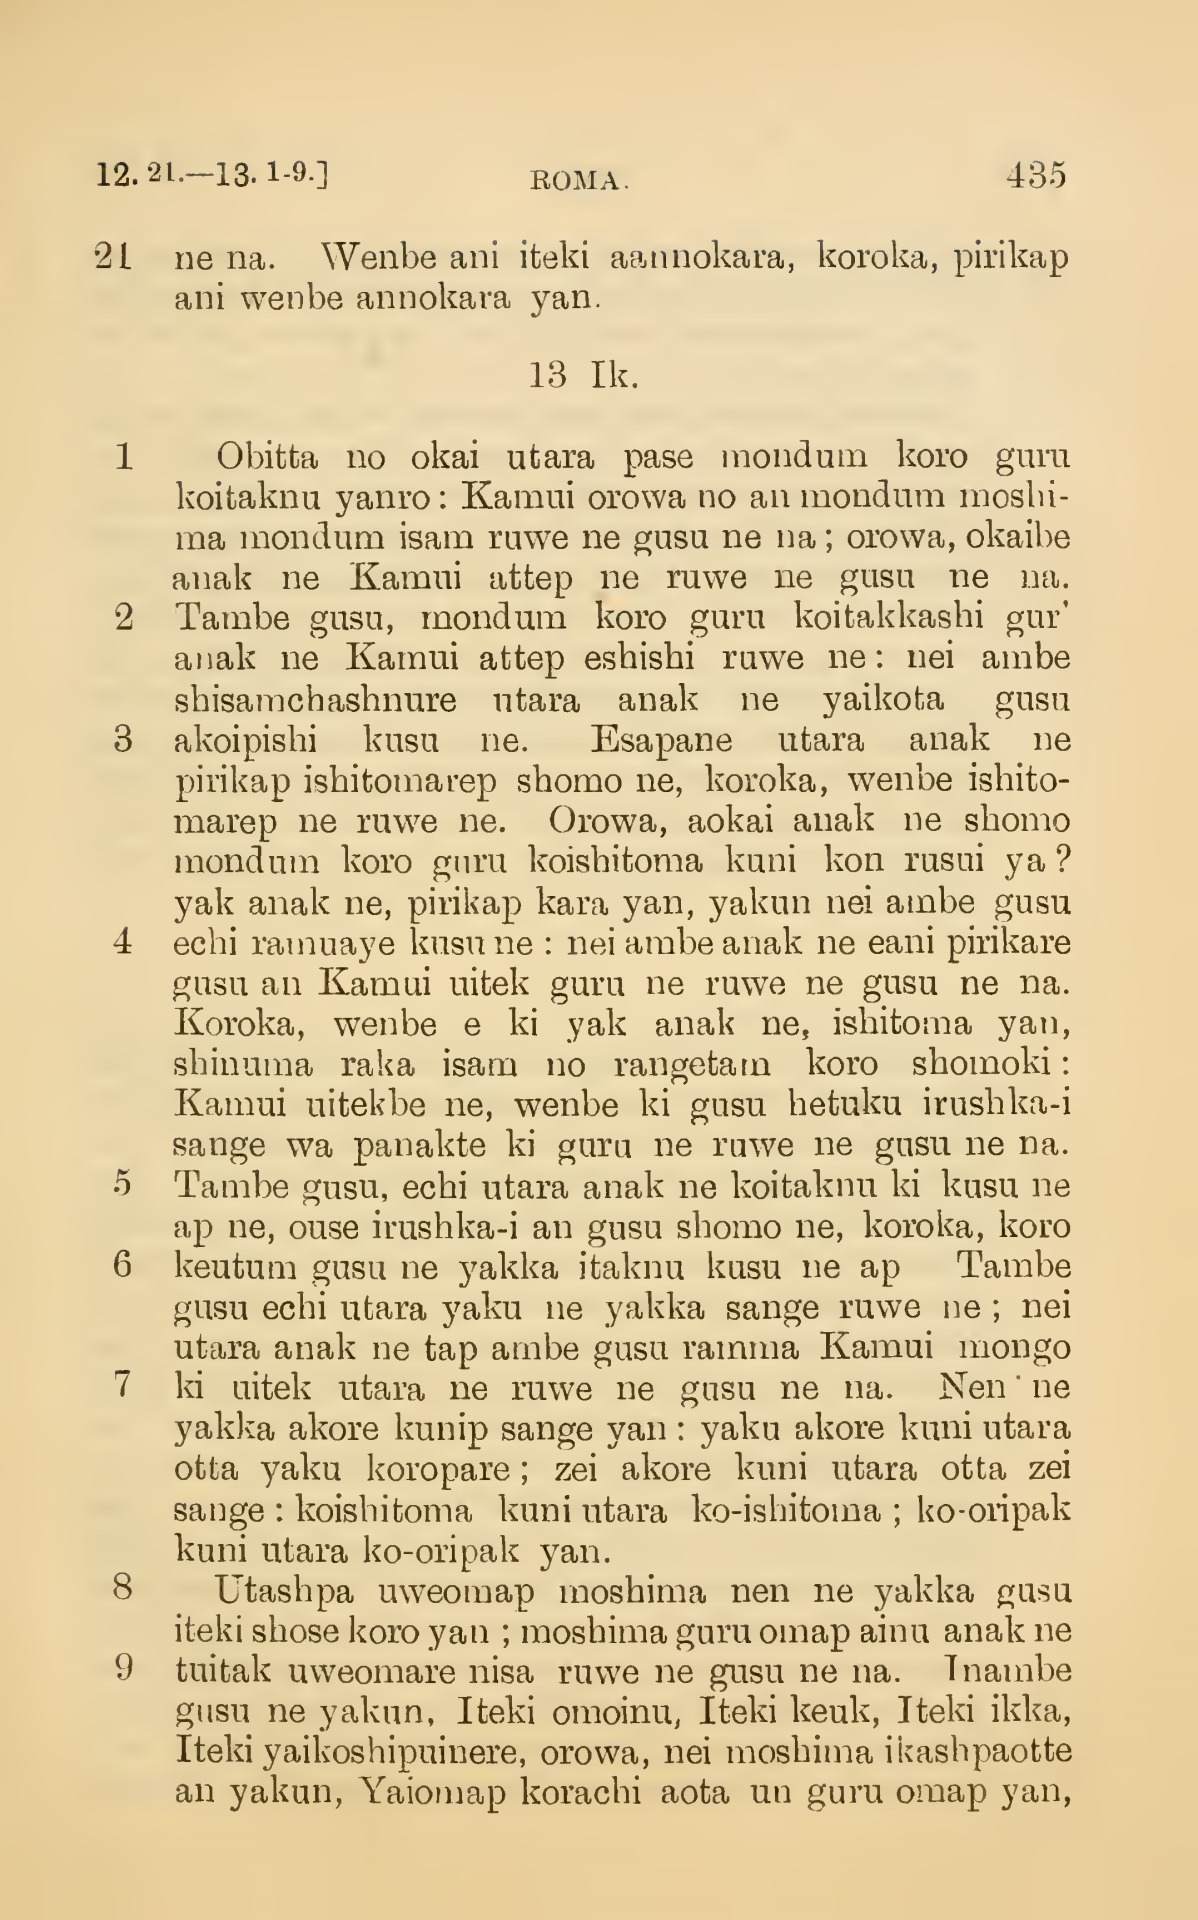 12. 21.—13. 1-9.] ROMA. 435
21 ne na. Wenbe ani iteki aannokara, koroka, pirikap
ani wenbe annokara yan.
13 Ik.
1 Obitta no okai utara pase mondum koro guru
koitaknu yanro : Kamui orowa no an mondum moshi-
ma mondum isam ruwe ne gusu ne na ; orowa, okaibe
anak ne Kamui attep ne ruwe ne gusu ne na.
2 Tambe gusu, mondum koro guru koitakkashi gur'
anak ne Kamui attep eshishi ruwe ne : nei ambe
shisamchashnure utara anak ne yaikota gusu
3 akoipishi kusu ne. Esapane utara anak ne
pirikap ishitomarep shomo ne, koroka, wenbe ishito-
marep ne ruwe ne. Orowa, aokai anak ne shomo
mondum koro guru koishitoma kuni kon rusui ya ?
yak anak ne, pirikap kara yan, yakun nei ambe gusu
4 echi ramuaye kusu ne : nei ambe anak ne eani pirikare
gusu an Kamui uitek guru ne ruwe ne gusu ne na.
Koroka, wenbe e ki yak anak ne, ishitoma yan,
shinuma raka isam no rangetam koro shomoki :
Kamui uitekbe ne, wenbe ki gusu hetuku irushka-i
sange wa panakte ki guru ne ruwe ne gusu ne na.
5 Tambe gusu, echi utara anak ne koitaknu ki kusu ne
ap ne, ouse irushka-i an gusu shomo ne, koroka, koro
6 keutum gusu ne yakka itaknu kusu ne ap Tambe
gusu echi utara yaku ne yakka sange ruwe ne ; nei
utara anak ne tap ambe gusu ramma Kamui mongo
7 ki uitek utara ne ruwe ne gusu ne na. Nen ne
yakka akore kunip sange yan : yaku akore kuni utara
otta yaku koropare ; zei akore kuni utara otta zei
sange : koishitoma kuni utara ko-ishitoma ; ko-oripak
kuni utara ko-oripak yan.
8 Utashpa uweomap moshima nen ne yakka gusu
iteki shose koro yan ; moshima guru omap ainu anak ne
9 tuitak uweomare nisa ruwe ne gusu ne na. Inambe
gusu ne yakun, Iteki omoinu, Iteki keuk, Iteki ikka,
Iteki yaikoshipuinere, orowa, nei moshima ikashpaotte
an yakun, Yaiomap korachi aota un guru omap yan,